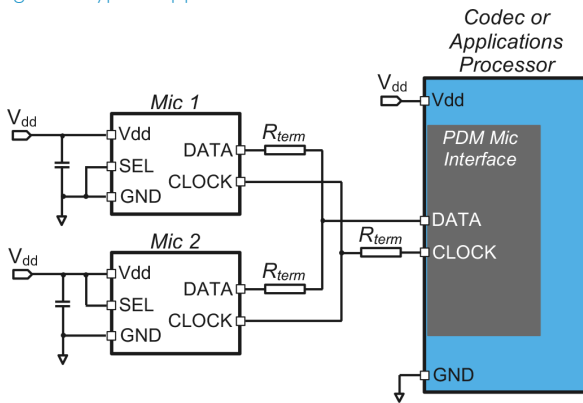 Codec or
Applications
Processor
Vdd
Vdd
PDM Mic
Interface
DATA
CLOCK
GND
Mic 1
Vdd
Vdd
SEL
GND
DATA
CLOCK
Rterm
Rterm
Mic 2
Vdd
Vdd
SEL
GND
DATA
CLOCK
Rterm